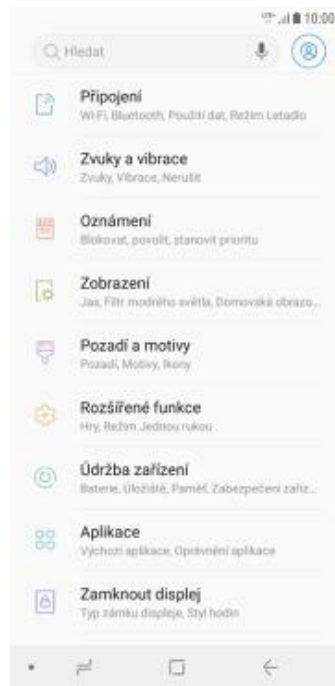 10:00
Hledat
Připojení
Wi-Fi, Bluetooth, Použití dat, Režim Letadlo
Zvuky a vibrace
Zvuky, Vibrace, Nerušit
Oznámení
Blokovat, povolit, stanovit prioritu
Zobrazení
Jas, Filtr modrého světla, Domovská obrazo...
Pozadí a motivy
Pozadí, Motivy, Ikony
Rozšířené funkce
Hry, Režim Jednou rukou
Údržba zařízení
Baterie, Úložiště, Paměť, Zabezpečení zaříz...
Aplikace
Výchozí aplikace, Oprávnění aplikace
Zamknout displej
Typ zámku displeje, Styl hodin